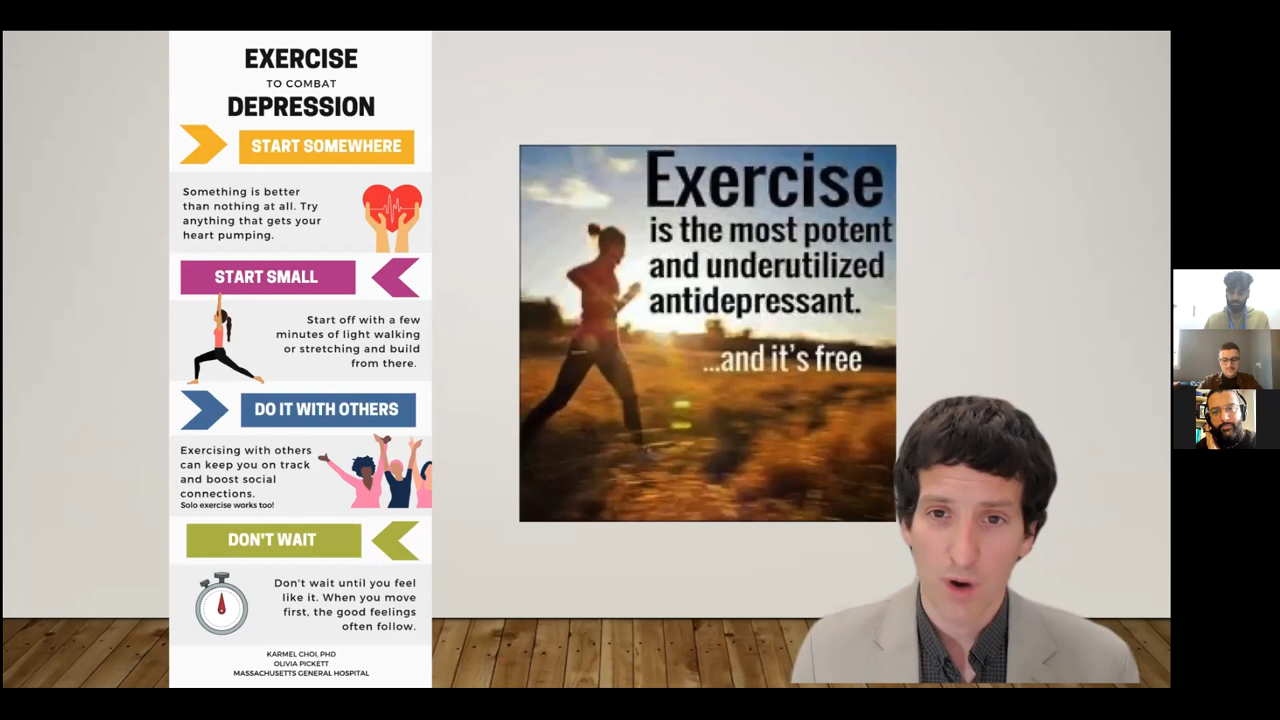 EXERCISE
TO COMBAT
DEPRESSION
START SOMEWHERE
Something is better
than nothing at all. Try
anything that gets your
heart pumping.
START SMALL
Start off with a few
minutes of light walking
or stretching and build
from there.
DO IT WITH OTHERS
Exercising with others
can keep you on track
and boost social
connections.
Solo exercise works too!
DON'T WAIT
Don't wait until you feel
like it. When you move
first, the good feelings
often follow.
KARMEL CHOI, PHD
OLIVIA PICKETT
MASSACHUSETTS GENERAL HOSPITAL
Exercise
is the most potent
and underutilized
antidepressant.
...and it's free